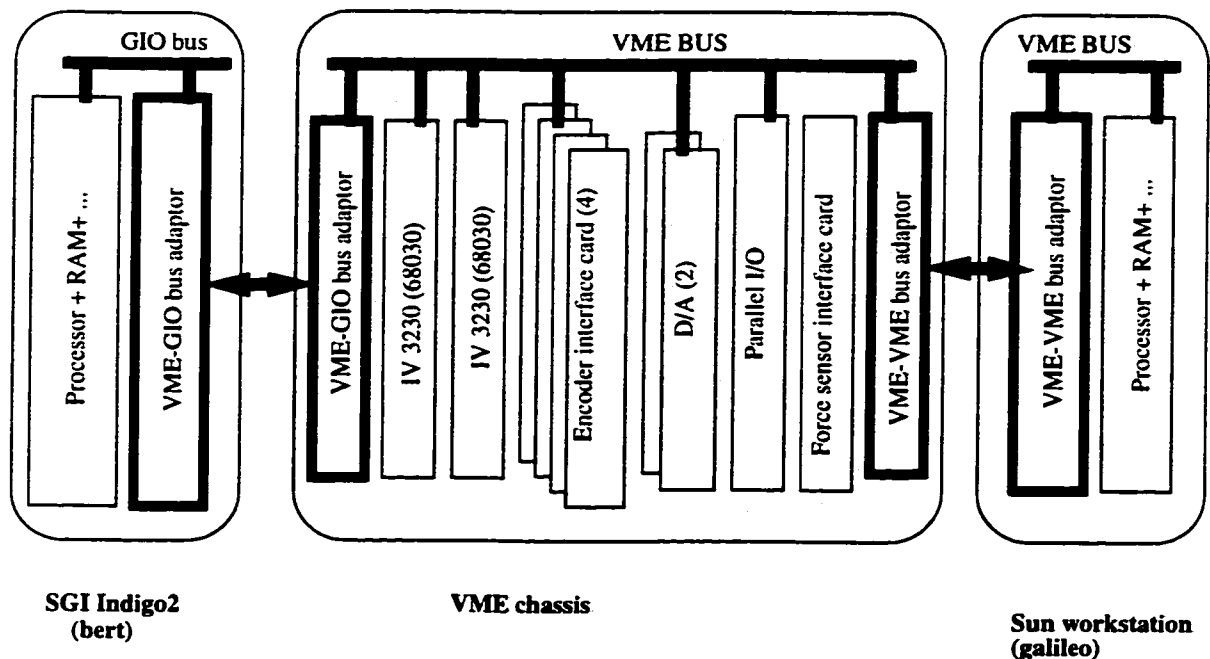 GIO bus
Processor + RAM+ ...
VME-GIO bus adaptor
VME BUS
VME-GIO bus adaptor
IV 3230 (68030)
IV 3230 (68030)
Encoder interface card (4)
D/A (2)
Parallel I/O
Force sensor interface card
VME-VME bus adaptor
VME BUS
VME-VME bus adaptor
Processor + RAM+ ...
SGI Indigo2
(bert)
VME chassis
Sun workstation
(galileo)